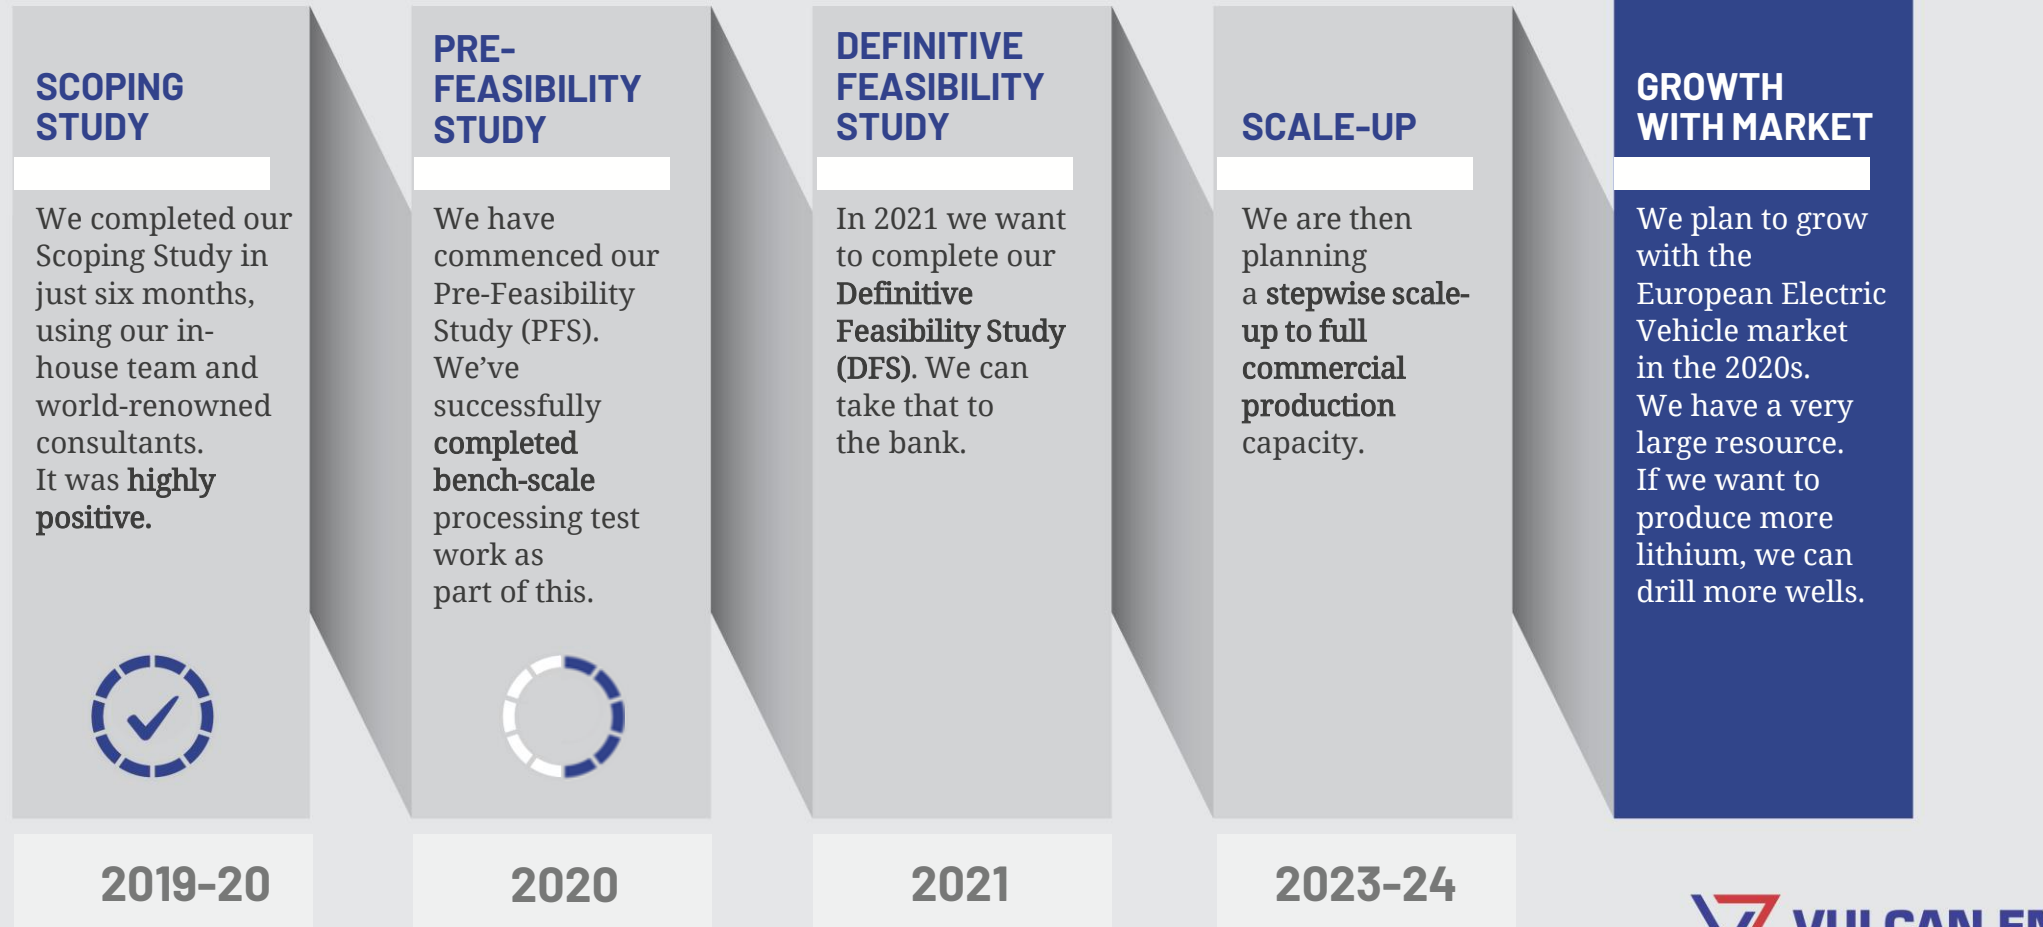 SCOPING
STUDY
We completed our
Scoping Study in
just six months,
using our in-
house team and
world-renowned
consultants.
It was highly
positive.
2019-20
PRE-
FEASIBILITY
STUDY
We have
commenced our
Pre-Feasibility
Study (PFS).
We’ve
successfully
completed
bench-scale
processing test
work as
part of this.
2020
DEFINITIVE
FEASIBILITY
STUDY
In 2021 we want
to complete our
Definitive
Feasibility Study
(DFS). We can
take that to
the bank.
2021
SCALE-UP
We are then
planning
a stepwise scale-
up to full
commercial
production
capacity.
2023-24
GROWTH
WITH MARKET
We plan to grow
with the
European Electric
Vehicle market
in the 2020s.
We have a very
large resource.
If we want to
produce more
lithium, we can
drill more wells.
VULCAN